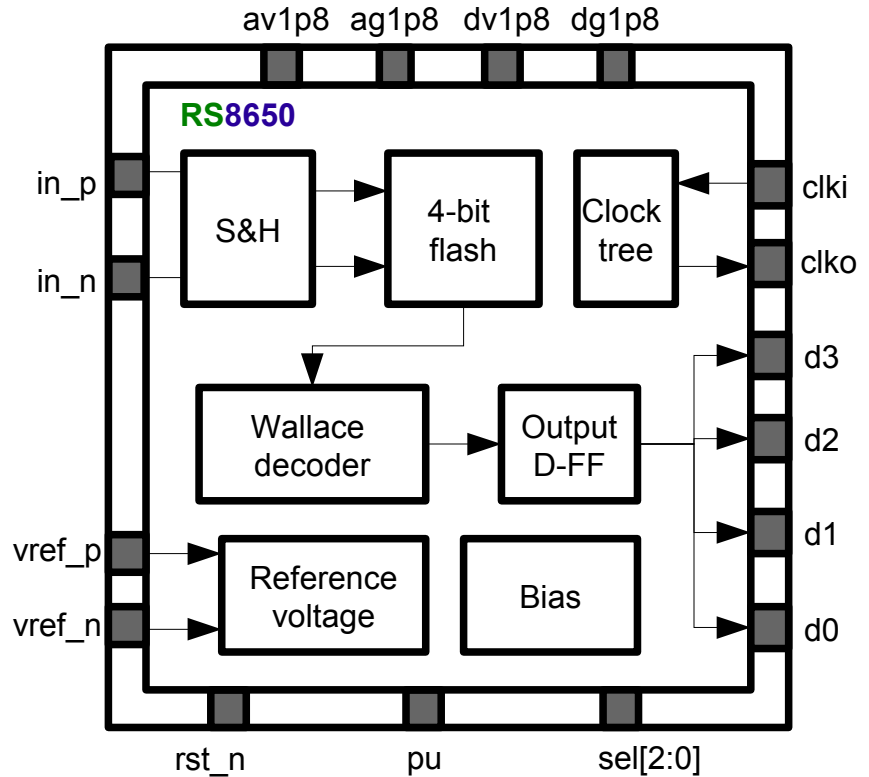 av1p8 ag1p8 dv1p8 dg1p8
RS8650
in_p
in_n
S&H
4-bit
flash
Clock
tree
clki
clko
Wallace
decoder
Output
D-FF
d3
d2
d1
d0
vref_p
vref_n
Reference
voltage
Bias
rst_n pu sel[2:0]